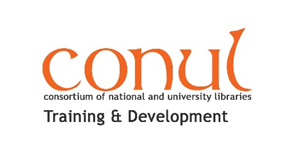 conul
consortium of national and university libraries
Training & Development